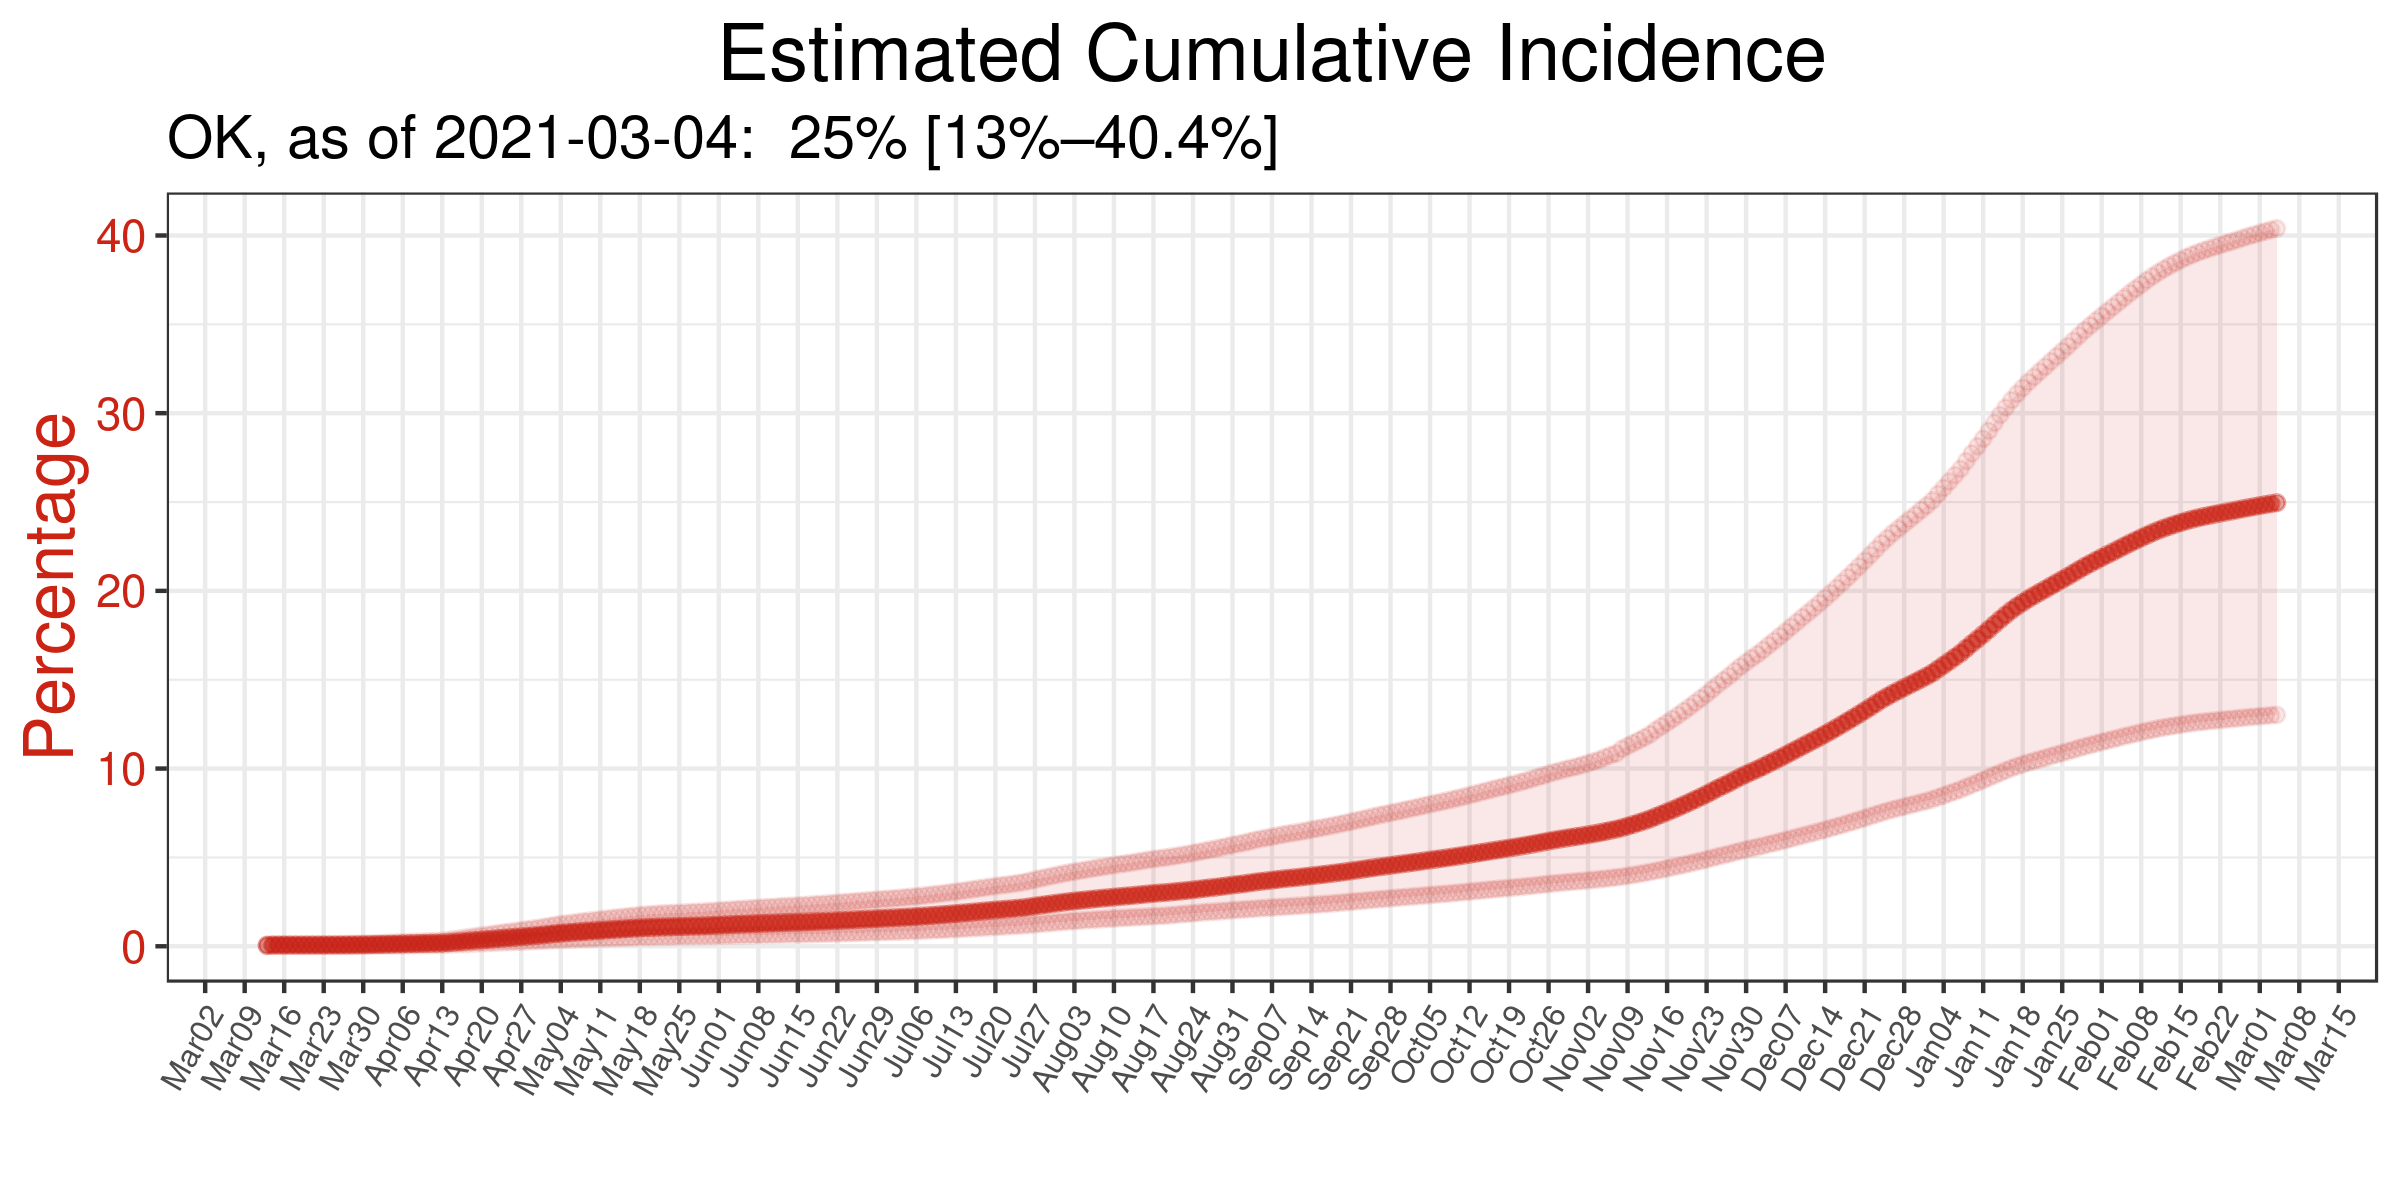 Estimated Cumulative Incidence
OK, as of 2021-03-04:  25% [13%–40.4%]
Percentage
40
30
20
10
0
Mar02
Mar09
Mar16
Mar23
Mar30
Apr06
Apr13
Apr20
Apr27
May04
May11
May18
May25
Jun01
Jun08
Jun15
Jun22
Jun29
Jul06
Jul13
Jul20
Jul27
Aug03
Aug10
Aug17
Aug24
Aug31
Sep07
Sep14
Sep21
Sep28
Oct05
Oct12
Oct19
Oct26
Nov02
Nov09
Nov16
Nov23
Nov30
Dec07
Dec14
Dec21
Dec28
Jan04
Jan11
Jan18
Jan25
Feb01
Feb08
Feb15
Feb22
Mar01
Mar08
Mar15